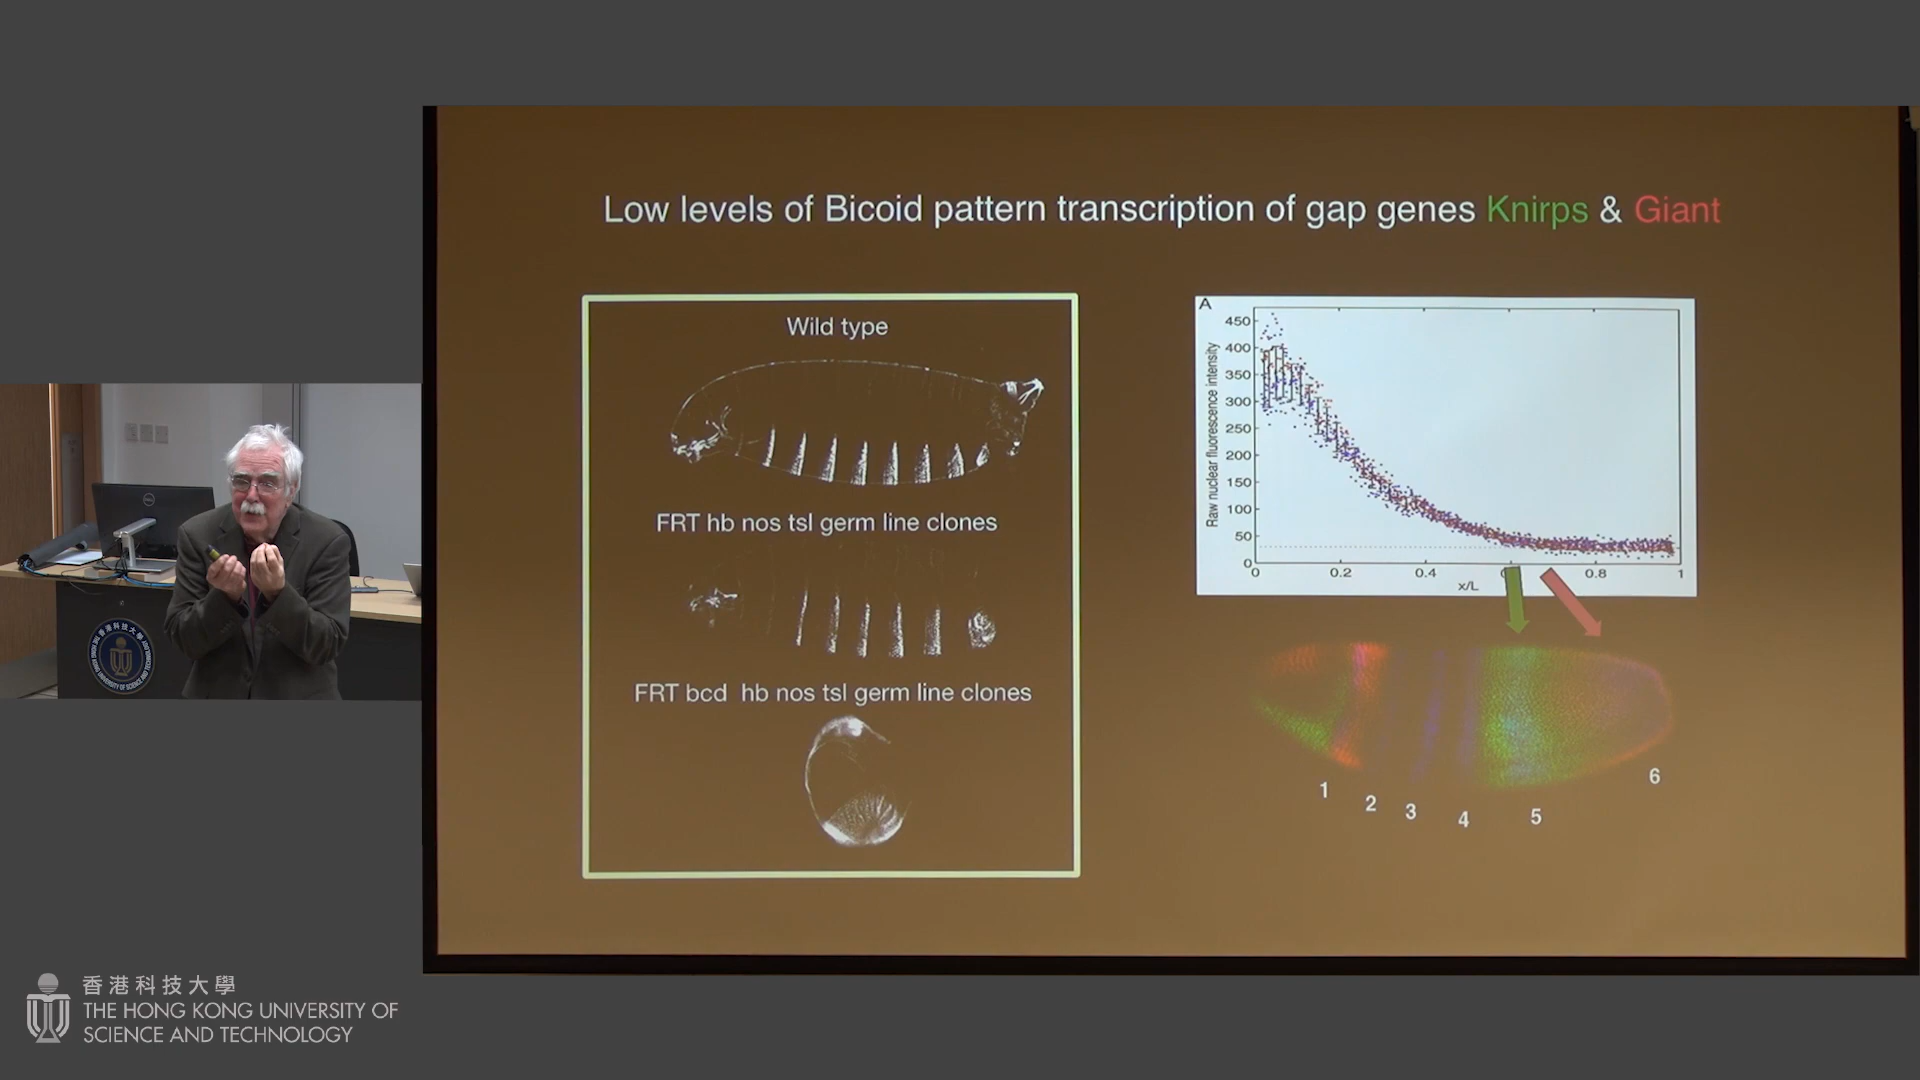 Low levels of Bicoid pattern transcription of gap genes Knirps & Giant
Wild type
FRT hb nos tsl germ line clones
FRT bcd hb nos tsl germ line clones
A
Raw nuclear fluorescence intensity
450
400
350
300
250
200
150
100
50
0
0
0.2
0.4
0.8
1
x/L
1
2
3
4
5
6
DELL
香港科技大學
THE HONG KONG UNIVERSITY OF
SCIENCE AND TECHNOLOGY